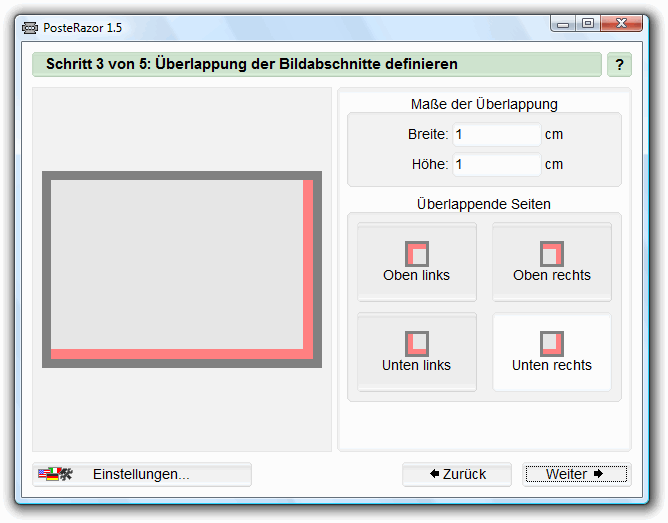 PosteRazor 1.5
Schritt 3 von 5: Überlappung der Bildabschnitte definieren ?
Maße der Überlappung
Breite: 1 cm
Höhe: 1 cm
Überlappende Seiten
Oben links Oben rechts
Unten links Unten rechts
Einstellungen... Zurück Weiter